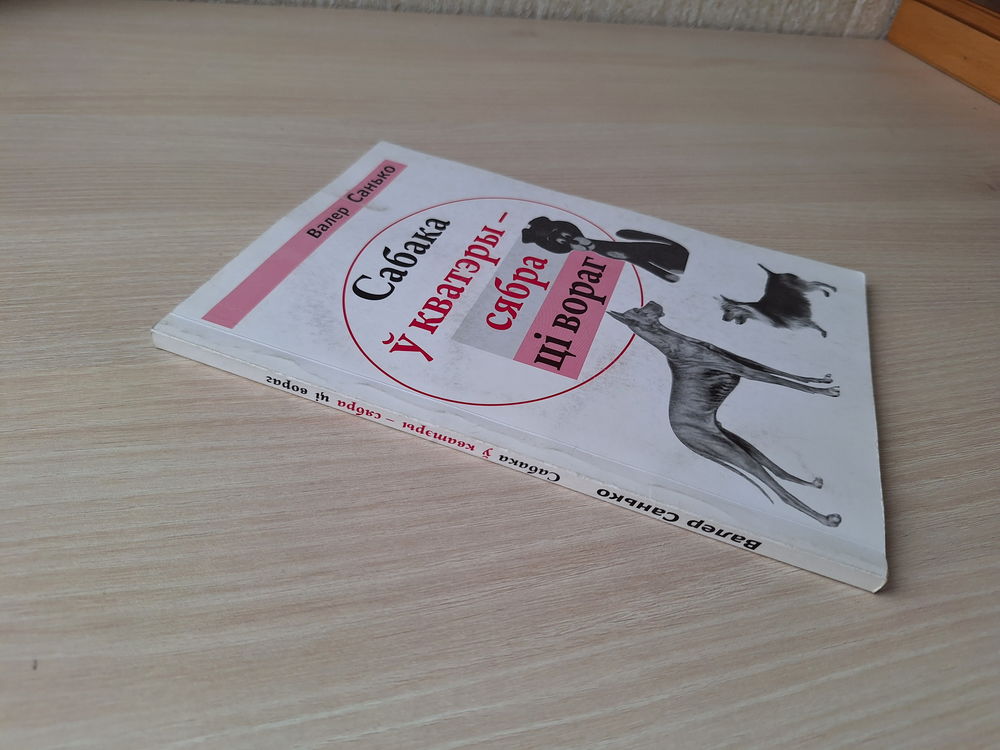 Валер Санько
Сабака
ў кватэры –
сябра
ці вораг
Валер Санько Сабака ў кватэры – сябра ці вораг